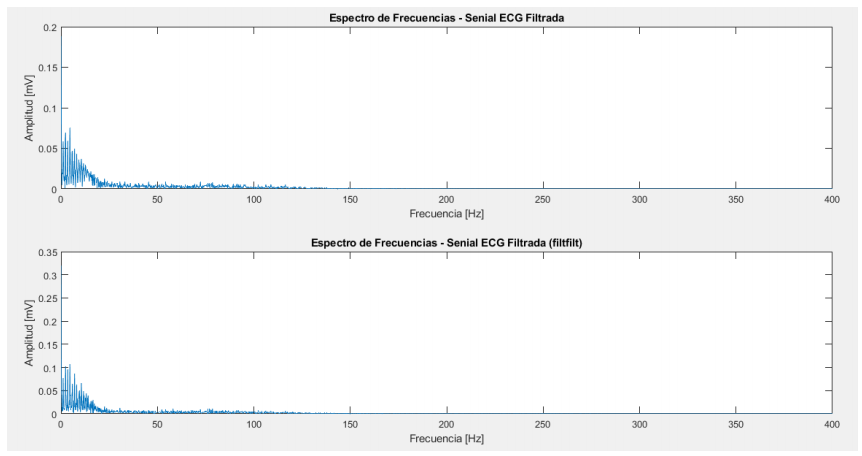 Espectro de Frecuencias - Senial ECG Filtrada
0.2
0.15
0.1
0.05
0
Amplitud [mV]
0 50 100 150 200 250 300 350 400
Frecuencia [Hz]
Espectro de Frecuencias - Senial ECG Filtrada (filtfilt)
0.35
0.3
0.25
0.2
0.15
0.1
0.05
0
Amplitud [mV]
0 50 100 150 200 250 300 350 400
Frecuencia [Hz]